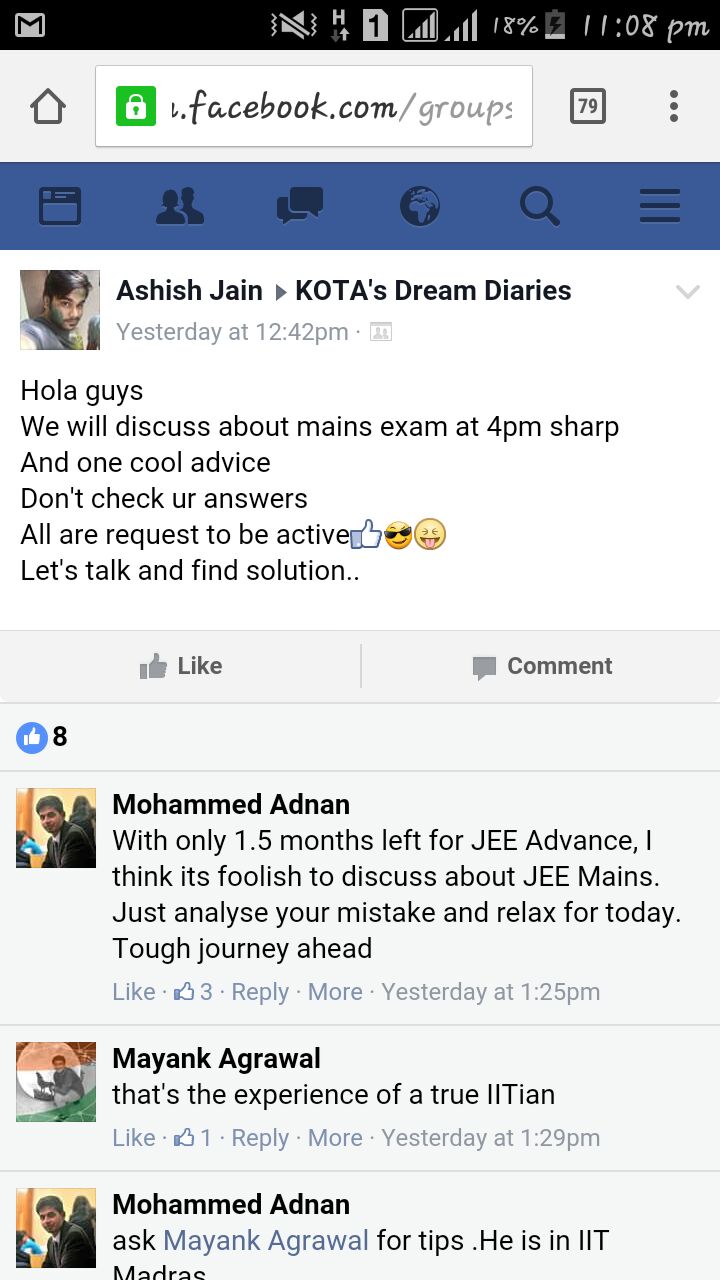 H 1 18% 11:08 pm
.facebook.com/groups 79
Ashish Jain ▸ KOTA's Dream Diaries
Yesterday at 12:42pm ·
Hola guys
We will discuss about mains exam at 4pm sharp
And one cool advice
Don't check ur answers
All are request to be active👍😎😝
Let's talk and find solution..
Like Comment
8
Mohammed Adnan
With only 1.5 months left for JEE Advance, I
think its foolish to discuss about JEE Mains.
Just analyse your mistake and relax for today.
Tough journey ahead
Like · 3 · Reply · More · Yesterday at 1:25pm
Mayank Agrawal
that's the experience of a true IITian
Like · 1 · Reply · More · Yesterday at 1:29pm
Mohammed Adnan
ask Mayank Agrawal for tips .He is in IIT
Madras